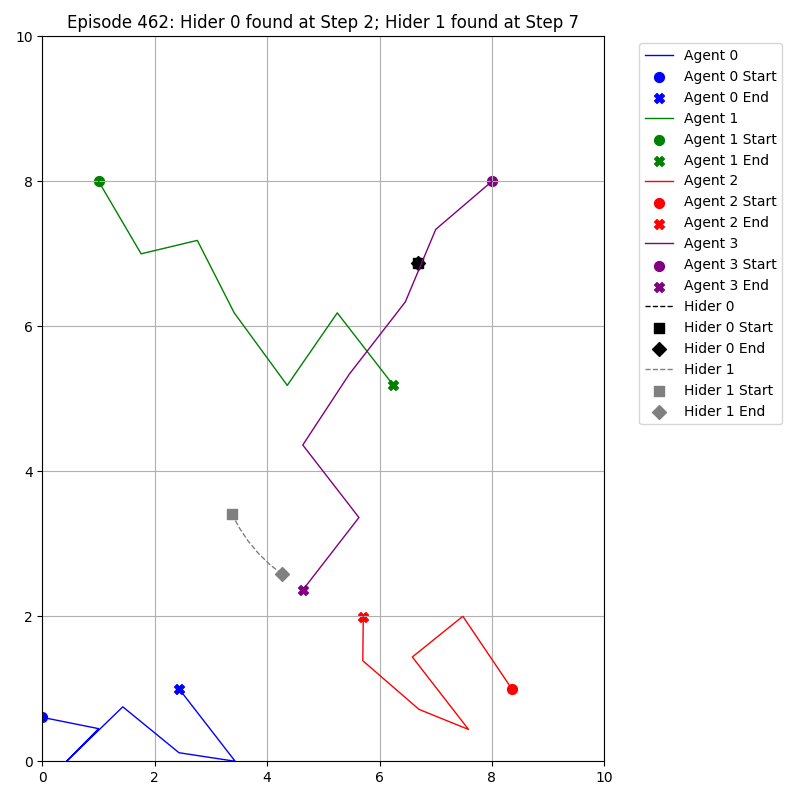 Episode 462: Hider 0 found at Step 2; Hider 1 found at Step 7
10
8
6
4
2
0
0 2 4 6 8 10
Agent 0
Agent 0 Start
Agent 0 End
Agent 1
Agent 1 Start
Agent 1 End
Agent 2
Agent 2 Start
Agent 2 End
Agent 3
Agent 3 Start
Agent 3 End
Hider 0
Hider 0 Start
Hider 0 End
Hider 1
Hider 1 Start
Hider 1 End